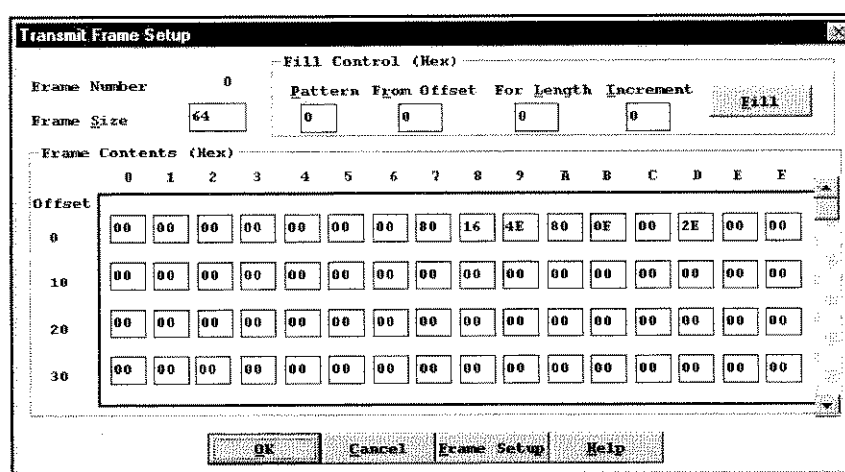 Transmit Frame Setup
Fill Control (Hex)
Frame Number 0
Pattern From Offset For Length Increment
Fill
Frame Size 64
0 0 0 0
Frame Contents (Hex)
0 1 2 3 4 5 6 7 8 9 A B C D E F
Offset
0 00 00 00 00 00 00 00 80 16 4E 80 0F 00 2E 00 00
10 00 00 00 00 00 00 00 00 00 00 00 00 00 00 00 00
20 00 00 00 00 00 00 00 00 00 00 00 00 00 00 00 00
30 00 00 00 00 00 00 00 00 00 00 00 00 00 00 00 00
OK Cancel Frame Setup Help